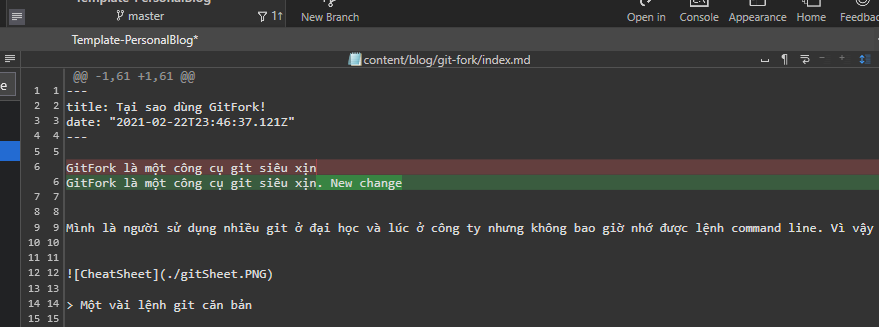 Template-PersonalBlog
master
1↑
New Branch
Open in
Console
Appearance
Home
Feedbac
Template-PersonalBlog*
content/blog/git-fork/index.md
e
@@ -1,61 +1,61 @@
1 1 ---
2 2 title: Tại sao dùng GitFork!
3 3 date: "2021-02-22T23:46:37.121Z"
4 4 ---
5 5
6 GitFork là một công cụ git siêu xịn
6 GitFork là một công cụ git siêu xịn. New change
7 7
8 8
9 9 Mình là người sử dụng nhiều git ở đại học và lúc ở công ty nhưng không bao giờ nhớ được lệnh command line. Vì vậy
10 10
11 11
12 12 ![CheatSheet](./gitSheet.PNG)
13 13
14 14 > Một vài lệnh git căn bản
15 15